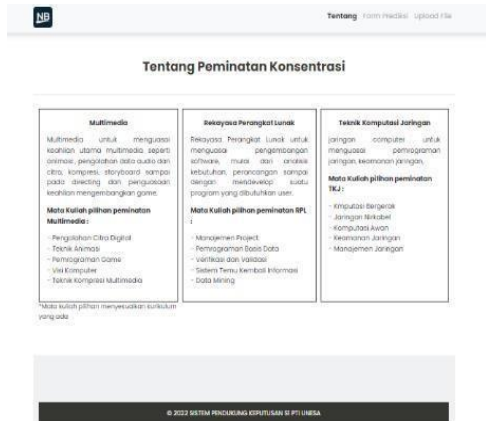 NB
Tentang Form Prediksi Upload File
Tentang Peminatan Konsentrasi
Multimedia
Multimedia untuk menguasai
keahlian utama multimedia seperti
animasi, pengolahan data audio dan
citra, kompresi, storyboard sampai
pada directing dan penguasaan
keahlian mengembangkan game.
Mata Kuliah pilihan peminatan
Multimedia :
- Pengolahan Citra Digital
- Teknik Animasi
- Pemrograman Game
- Visi Komputer
- Teknik Kompresi Multimedia
*Mata kuliah pilihan menyesuaikan kurikulum
yang ada
Rekayasa Perangkat Lunak
Rekayasa Perangkat Lunak untuk
menguasai pengembangan
software, mulai dari analisis
kebutuhan, perancangan sampai
dengan mendevelop suatu
program yang dibutuhkan user.
Mata Kuliah pilihan peminatan RPL
:
- Manajemen Project
- Pemrograman Basis Data
- Verifikasi dan Validasi
- Sistem Temu Kembali Informasi
- Data Mining
Teknik Komputasi Jaringan
jaringan computer untuk
menguasai pemrograman
jaringan, keamanan jaringan,
Mata Kuliah pilihan peminatan
TKJ :
- Kmputasi Bergerak
- Jaringan Nirkabel
- Komputasi Awan
- Keamanan Jaringan
- Manajemen Jariegan
© 2022 SISTEM PENDUKUNG KEPUTUSAN S1 PTI UNESA